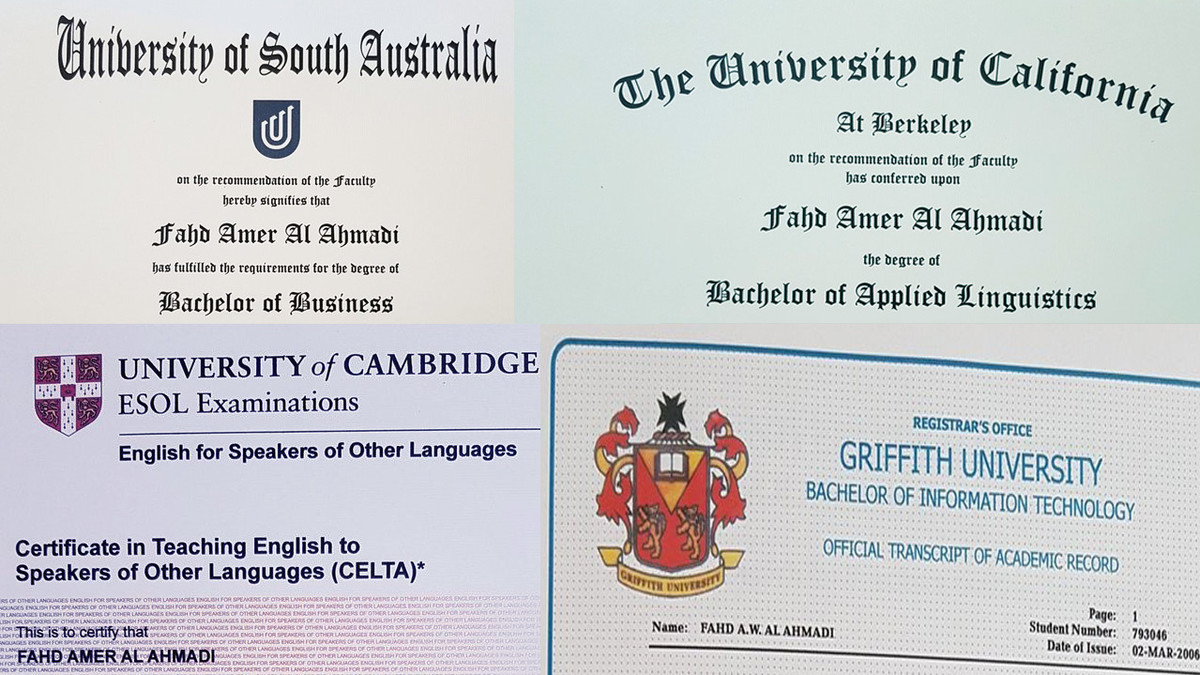 University of South Australia
on the recommendation of the Faculty
hereby signifies that
Fahd Amer Al Ahmadi
has fulfilled the requirements for the degree of
Bachelor of Business
The University of California
At Berkeley
on the recommendation of the Faculty
has conferred upon
Fahd Amer Al Ahmadi
the degree of
Bachelor of Applied Linguistics
UNIVERSITY of CAMBRIDGE
ESOL Examinations
English for Speakers of Other Languages
Certificate in Teaching English to
Speakers of Other Languages (CELTA)*
This is to certify that
FAHD AMER AL AHMADI
GRIFFITH UNIVERSITY
REGISTRAR'S OFFICE
GRIFFITH UNIVERSITY
BACHELOR OF INFORMATION TECHNOLOGY
OFFICIAL TRANSCRIPT OF ACADEMIC RECORD
Name: FAHD A.W. AL AHMADI
Page: 1
Student Number: 793046
Date of Issue: 02-MAR-2006